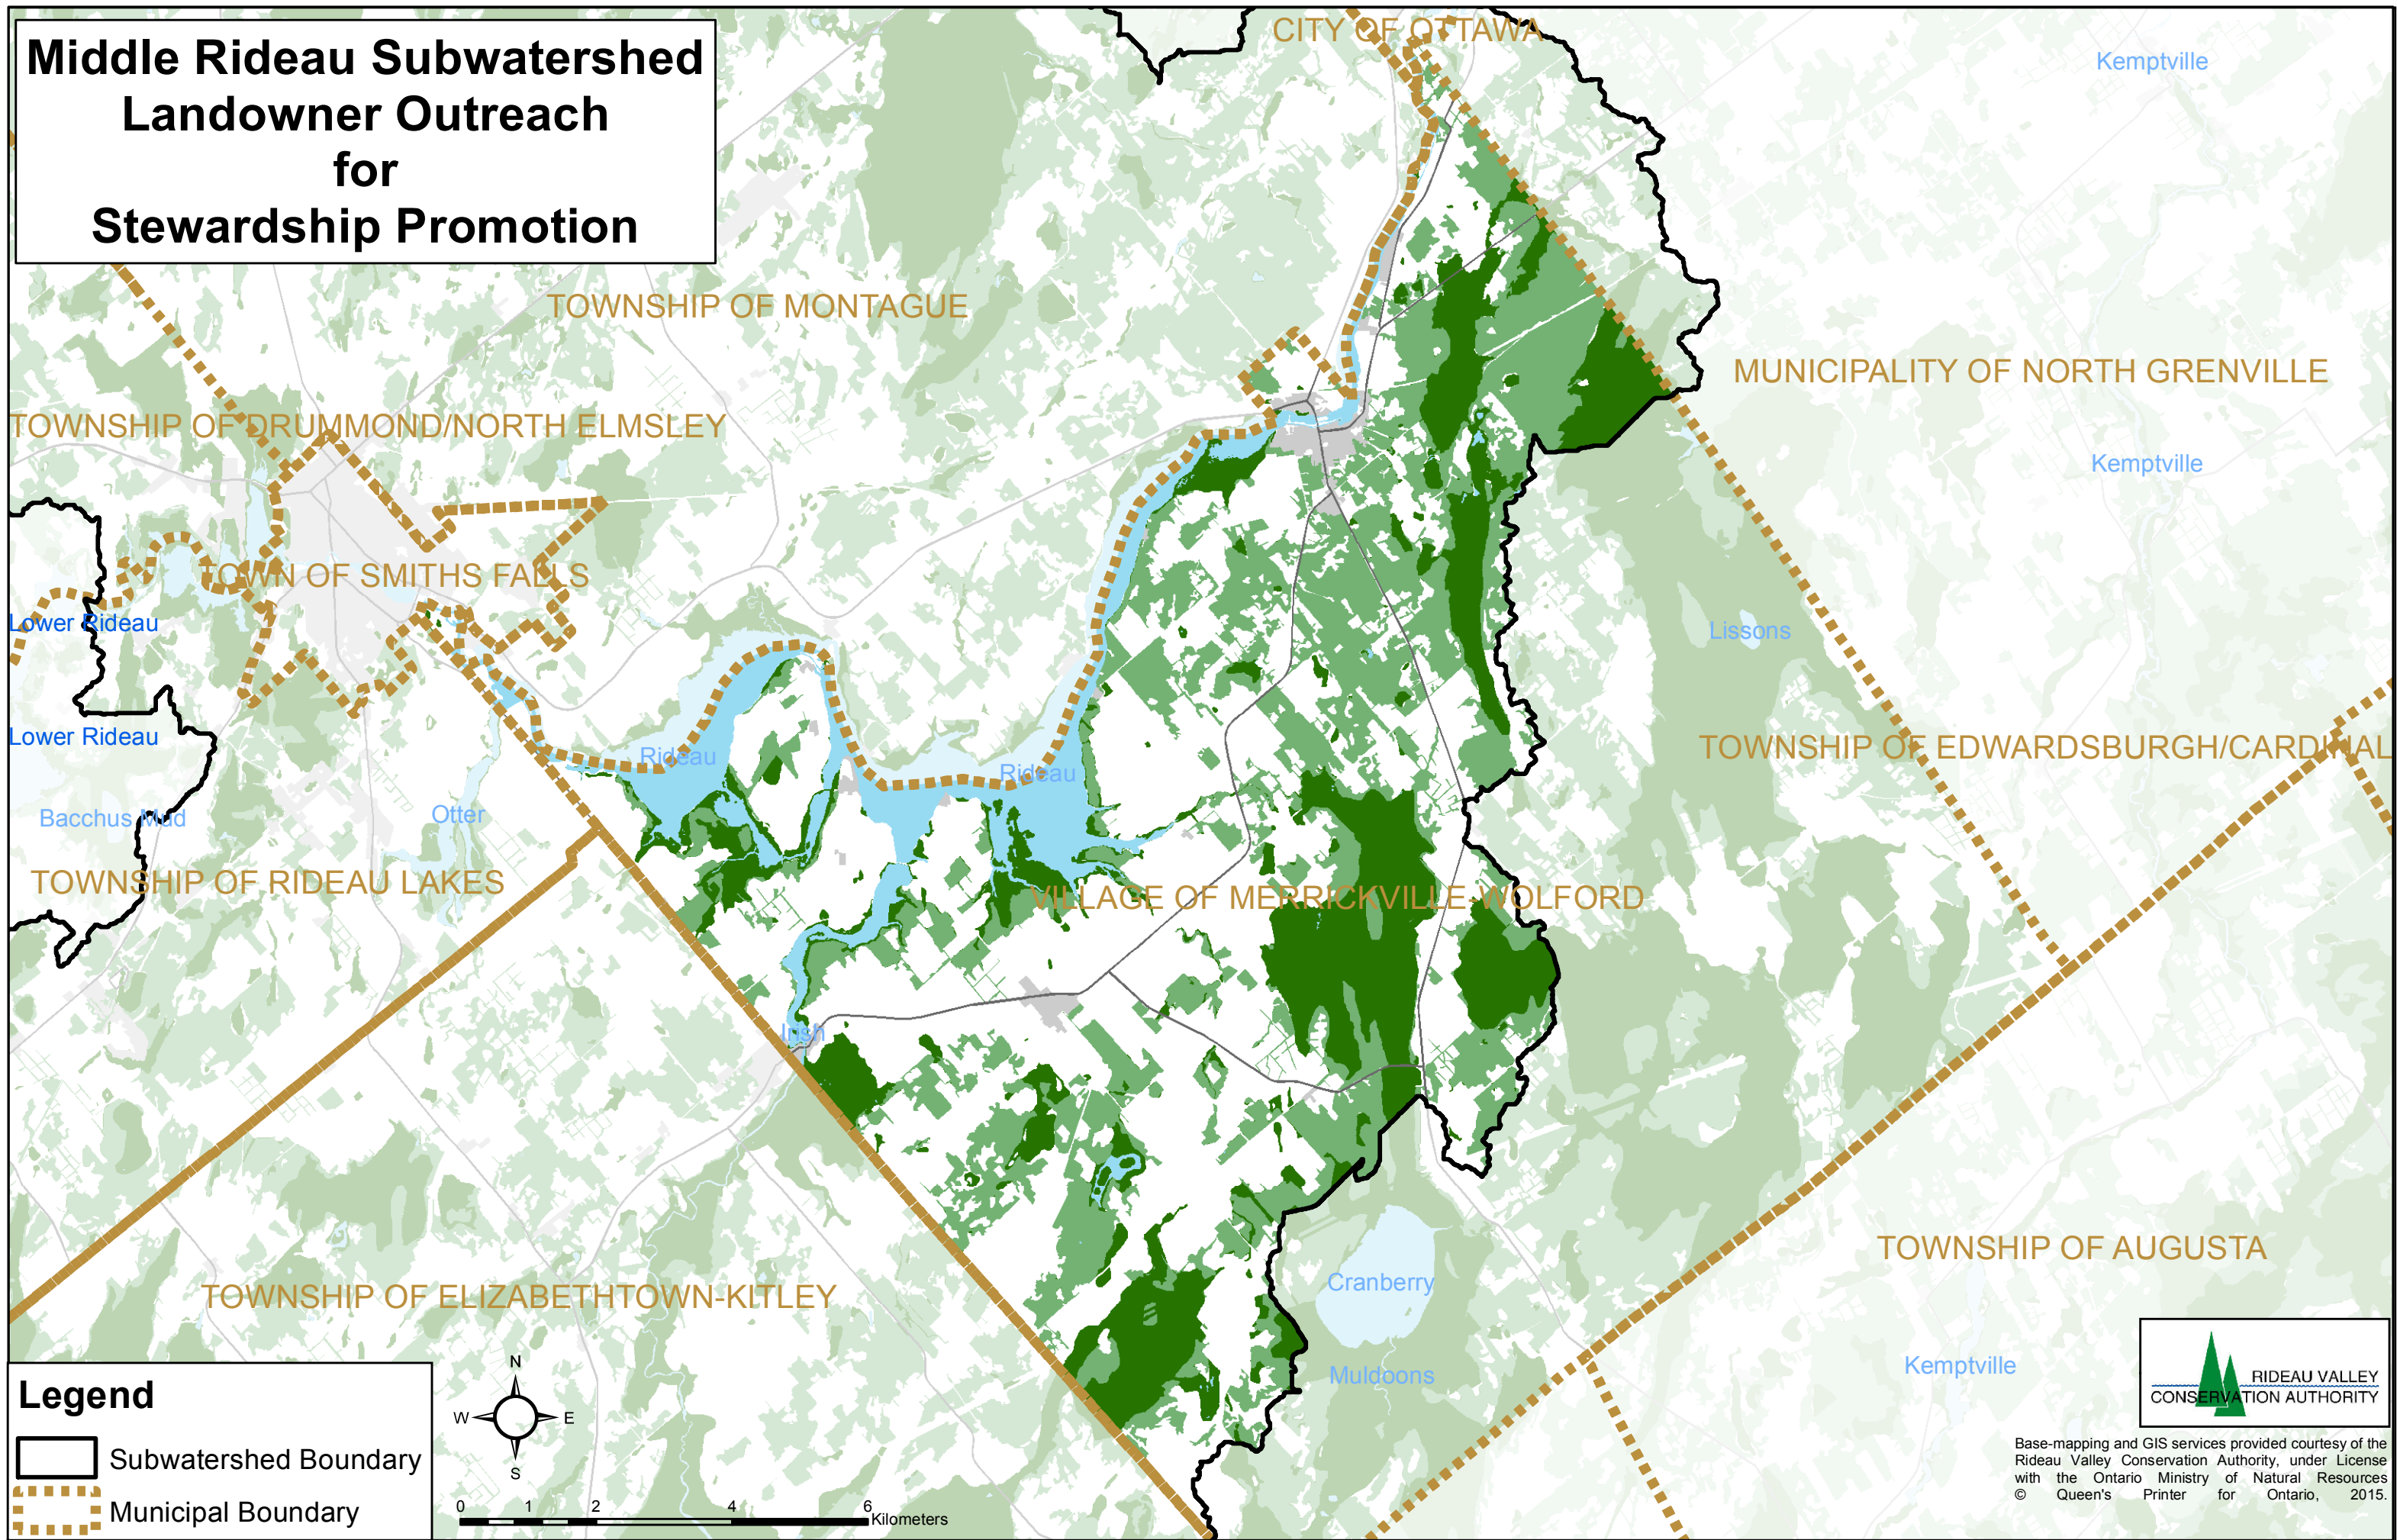 Middle Rideau Subwatershed
Landowner Outreach
for
Stewardship Promotion
CITY OF OTTAWA
Kemptville
TOWNSHIP OF MONTAGUE
MUNICIPALITY OF NORTH GRENVILLE
TOWNSHIP OF DRUMMOND/NORTH ELMSLEY
Kemptville
TOWN OF SMITHS FALLS
Lower Rideau
Lissons
Lower Rideau
Rideau
Rideau
TOWNSHIP OF EDWARDSBURGH/CARDINAL
Bacchus Mud
Otter
TOWNSHIP OF RIDEAU LAKES
VILLAGE OF MERRICKVILLE-WOLFORD
Irish
TOWNSHIP OF AUGUSTA
Cranberry
TOWNSHIP OF ELIZABETHTOWN-KITLEY
Muldoons
Kemptville
Legend
Subwatershed Boundary
Municipal Boundary
N
W
E
S
0 1 2 4 6
Kilometers
RIDEAU VALLEY
CONSERVATION AUTHORITY
Base-mapping and GIS services provided courtesy of the
Rideau Valley Conservation Authority, under License
with the Ontario Ministry of Natural Resources
© Queen's Printer for Ontario, 2015.